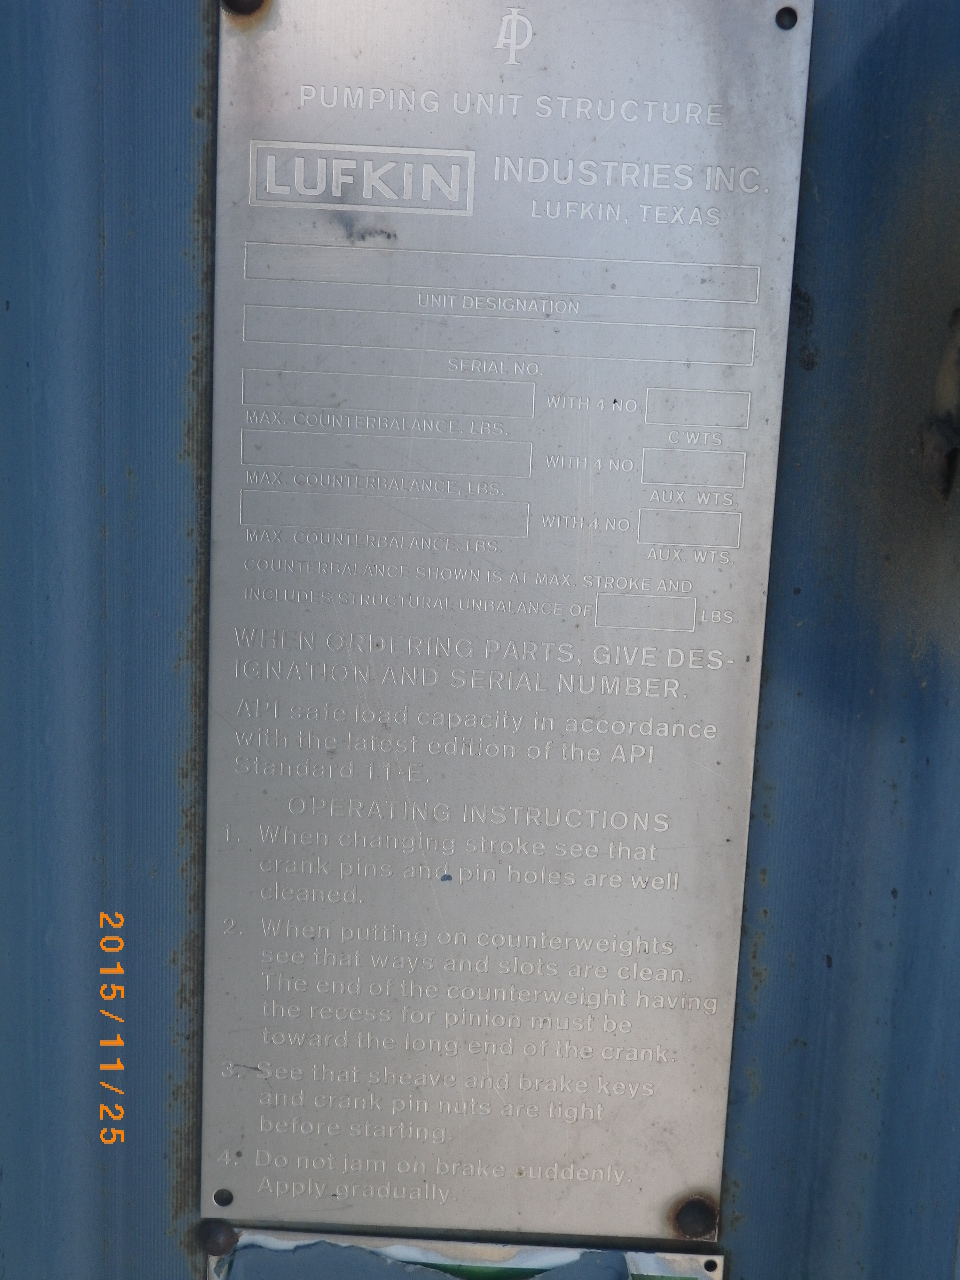 API
PUMPING UNIT STRUCTURE
LUFKIN INDUSTRIES INC.
LUFKIN, TEXAS
UNIT DESIGNATION
SERIAL NO.
WITH 4 NO.
MAX. COUNTERBALANCE, LBS. C'WTS.
WITH 4 NO.
MAX. COUNTERBALANCE, LBS. AUX. WTS.
WITH 4 NO.
MAX. COUNTERBALANCE, LBS. AUX. WTS.
COUNTERBALANCE SHOWN IS AT MAX. STROKE AND
INCLUDES STRUCTURAL UNBALANCE OF LBS.
WHEN ORDERING PARTS, GIVE DES-
IGNATION AND SERIAL NUMBER.
API safe load capacity in accordance
with the latest edition of the API
Standard 11-E.
OPERATING INSTRUCTIONS
1. When changing stroke see that
crank pins and pin holes are well
cleaned.
2. When putting on counterweights
see that ways and slots are clean.
The end of the counterweight having
the recess for pinion must be
toward the long end of the crank.
3. See that sheave and brake keys
and crank pin nuts are tight
before starting.
4. Do not jam on brake suddenly.
Apply gradually.
2015/11/25